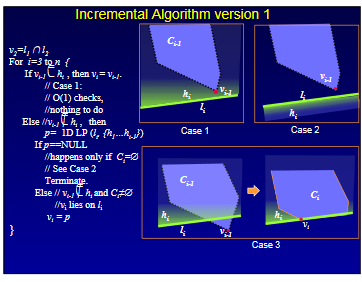 Incremental Algorithm version 1
v₂=l₁ ∩ l₂
For i=3 to n {
If vᵢ₋₁ ⊂ hᵢ , then vᵢ= vᵢ₋₁.
// Case 1:
// O(1) checks,
//nothing to do
Else //vᵢ₋₁ ⊄ hᵢ , then
p= 1D LP (lᵢ, {h₁...hᵢ₋₁})
If p==NULL
//happens only if Cᵢ=∅
// See Case 2
Terminate.
Else // vᵢ₋₁ ⊄ hᵢ and Cᵢ≠∅
//vᵢ lies on lᵢ
vᵢ = p
}
Cᵢ₋₁
vᵢ₋₁
hᵢ
lᵢ
Case 1
vᵢ₋₁
lᵢ
hᵢ
Case 2
Cᵢ₋₁
hᵢ
lᵢ
vᵢ₋₁
Cᵢ
hᵢ
vᵢ
Case 3